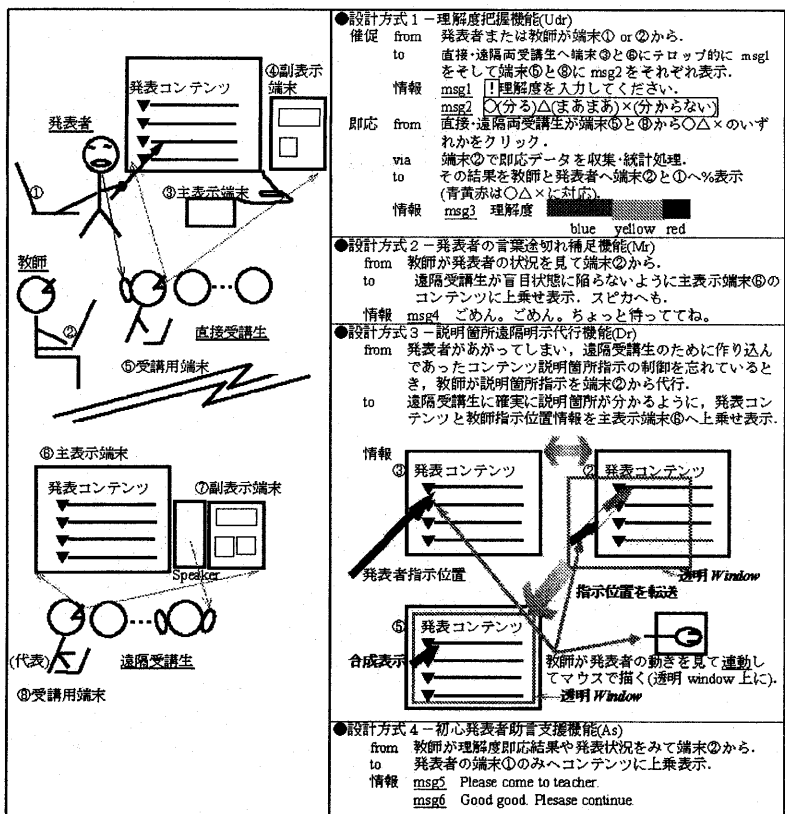 発表コンテンツ
④副表示
端末
発表者
①
③主表示端末
教師
②
直接受講生
⑤受講用端末
⑥主表示端末
発表コンテンツ
⑦副表示端末
Speaker
(代表)
遠隔受講生
⑧受講用端末
●設計方式1－理解度把握機能(Udr)
催促 from 発表者または教師が端末① or ②から.
to 直接・遠隔両受講生へ端末③と⑥にテロップ的に msg1
をそして端末⑤と⑧に msg2 をそれぞれ表示.
情報 msg1 !理解度を入力してください.
msg2 ○(分る)△(まあまあ)×(分からない)
即応 from 直接・遠隔両受講生が端末⑤と⑧から○△×のいず
れかをクリック.
via 端末②で即応データを収集・統計処理.
to その結果を教師と発表者へ端末②と①へ%表示
(青黄赤は○△×に対応).
情報 msg3 理解度
blue yellow red
●設計方式2－発表者の言葉途切れ補足機能(Mr)
from 教師が発表者の状況を見て端末②から.
to 遠隔受講生が盲目状態に陥らないように主表示端末⑥の
コンテンツに上乗せ表示. スピカへも.
情報 msg4 ごめん。ごめん。ちょっと待っててね。
●設計方式3－説明箇所遠隔明示代行機能(Dr)
from 発表者があがってしまい，遠隔受講生のために作り込ん
であったコンテンツ説明箇所指示の制御を忘れていると
き，教師が説明箇所指示を端末②から代行.
to 遠隔受講生に確実に説明箇所が分かるように，発表コン
テンツと教師指示位置情報を主表示端末⑥へ上乗せ表示.
情報
③ 発表コンテンツ
② 発表コンテンツ
発表者指示位置
透明 Window
指示位置を転送
⑤ 発表コンテンツ
合成表示
教師が発表者の動きを見て連動し
てマウスで描く(透明 window 上に).
透明 Window
●設計方式4－初心発表者助言支援機能(As)
from 教師が理解度即応結果や発表状況をみて端末②から.
to 発表者の端末①のみへコンテンツに上乗表示.
情報 msg5 Please come to teacher.
msg6 Good good. Plesase continue.